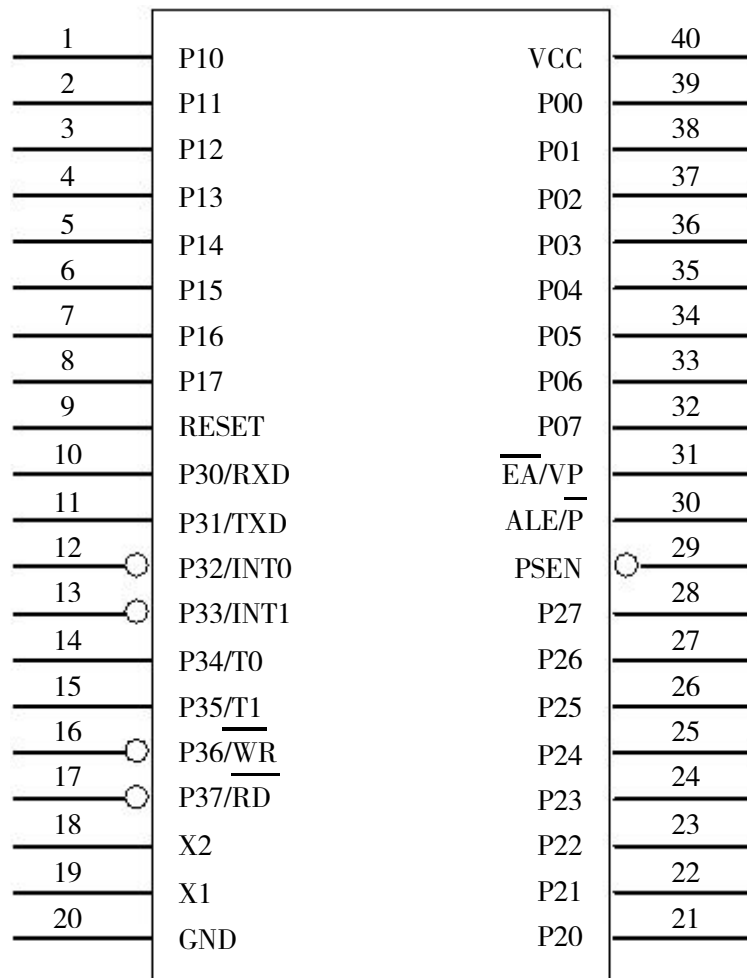 1 P10 VCC 40
2 P11 P00 39
3 P12 P01 38
4 P13 P02 37
5 P14 P03 36
6 P15 P04 35
7 P16 P05 34
8 P17 P06 33
9 RESET P07 32
10 P30/RXD E̅A̅/VP 31
11 P31/TXD ALE/P̅ 30
12 P32/INT0 PSEN 29
13 P33/INT1 P27 28
14 P34/T0 P26 27
15 P35/T1 P25 26
16 P36/W̅R̅ P24 25
17 P37/R̅D̅ P23 24
18 X2 P22 23
19 X1 P21 22
20 GND P20 21